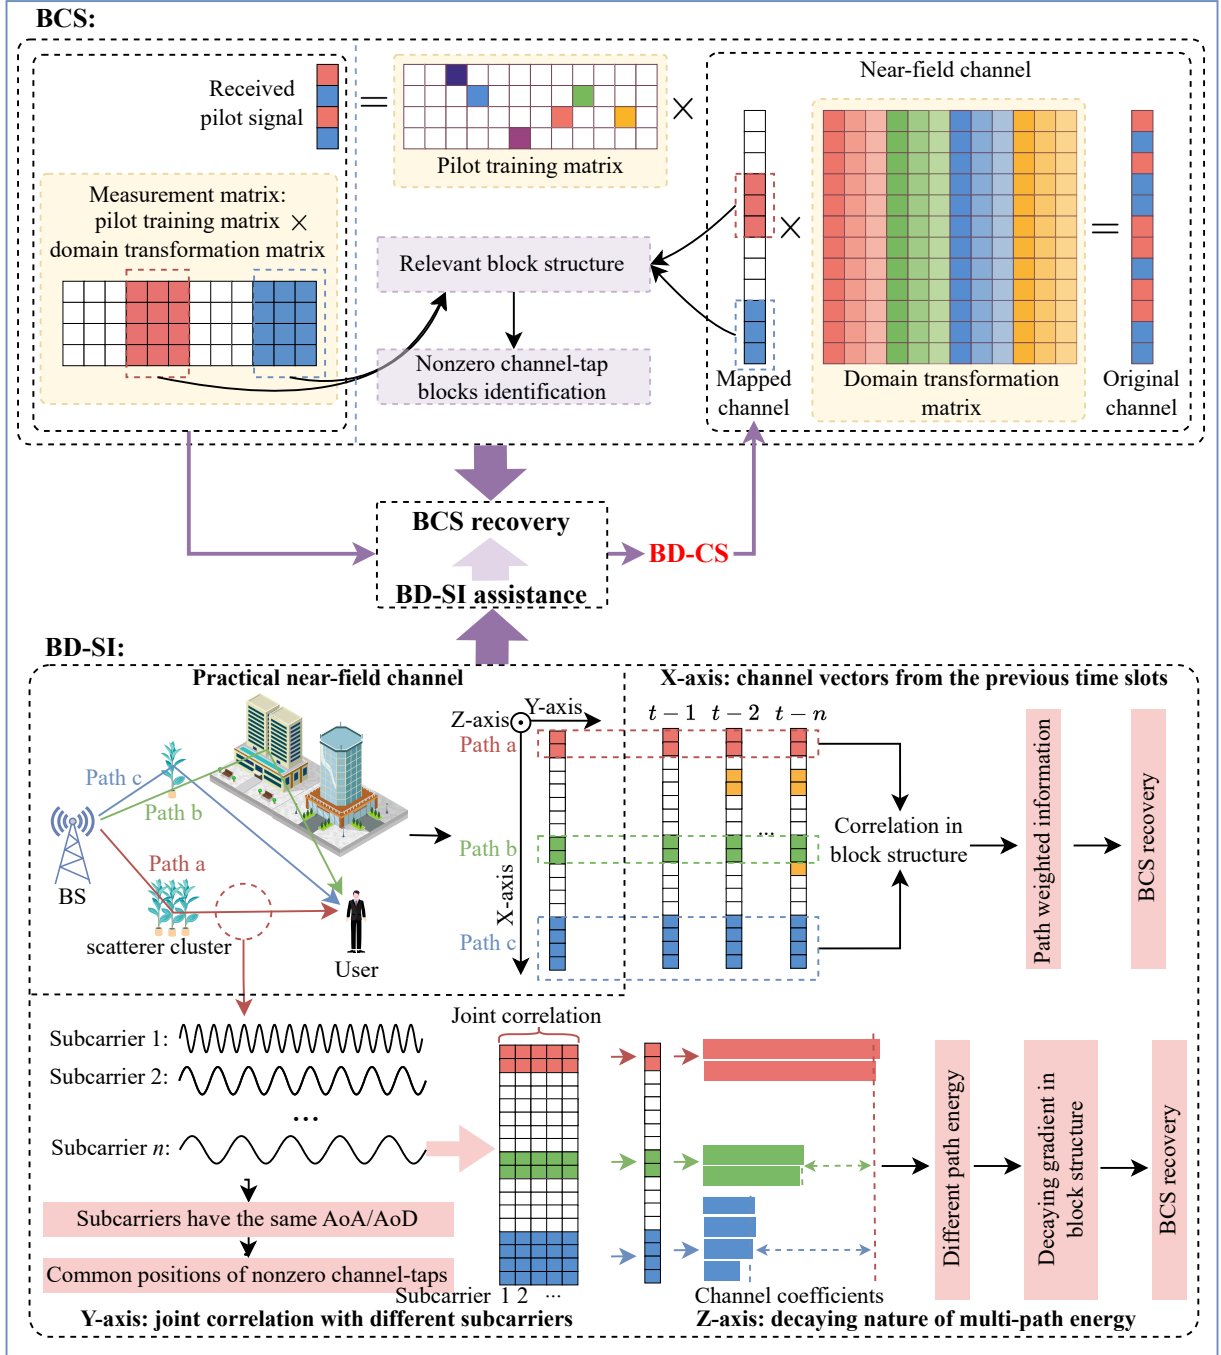 BCS:
Received
pilot signal
=
Pilot training matrix
×
Near-field channel
Measurement matrix:
pilot training matrix ×
domain transformation matrix
Relevant block structure
Nonzero channel-tap
blocks identification
×
=
Mapped
channel
Domain transformation
matrix
Original
channel
BCS recovery
BD-SI assistance
BD-CS
BD-SI:
Practical near-field channel
BS
Path c
Path b
Path a
scatterer cluster
User
Z-axis
Y-axis
X-axis
Path a
Path b
Path c
X-axis: channel vectors from the previous time slots
t − 1
t − 2
t − n
...
Correlation in
block structure
Path weighted information
BCS recovery
Subcarrier 1:
Subcarrier 2:
...
Subcarrier n:
Subcarriers have the same AoA/AoD
Common positions of nonzero channel-taps
Joint correlation
Subcarrier 1 2 ...
Y-axis: joint correlation with different subcarriers
Channel coefficients
Different path energy
Decaying gradient in
block structure
BCS recovery
Z-axis: decaying nature of multi-path energy